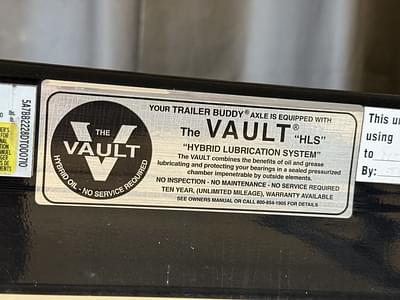 YOUR TRAILER BUDDY® AXLE IS EQUIPPED WITH
The VAULT® "HLS"
"HYBRID LUBRICATION SYSTEM"
The VAULT combines the benefits of oil and grease
lubricating and protecting your bearings in a sealed pressurized
chamber impenetrable by outside elements.
NO INSPECTION - NO MAINTENANCE - NO SERVICE REQUIRED
TEN YEAR, (UNLIMITED MILEAGE), WARRANTY AVAILABLE
SEE OWNERS MANUAL OR CALL 800-854-1905 FOR DETAILS
THE
VAULT
HYBRID OIL - NO SERVICE REQUIRED
This un
using
to
By: